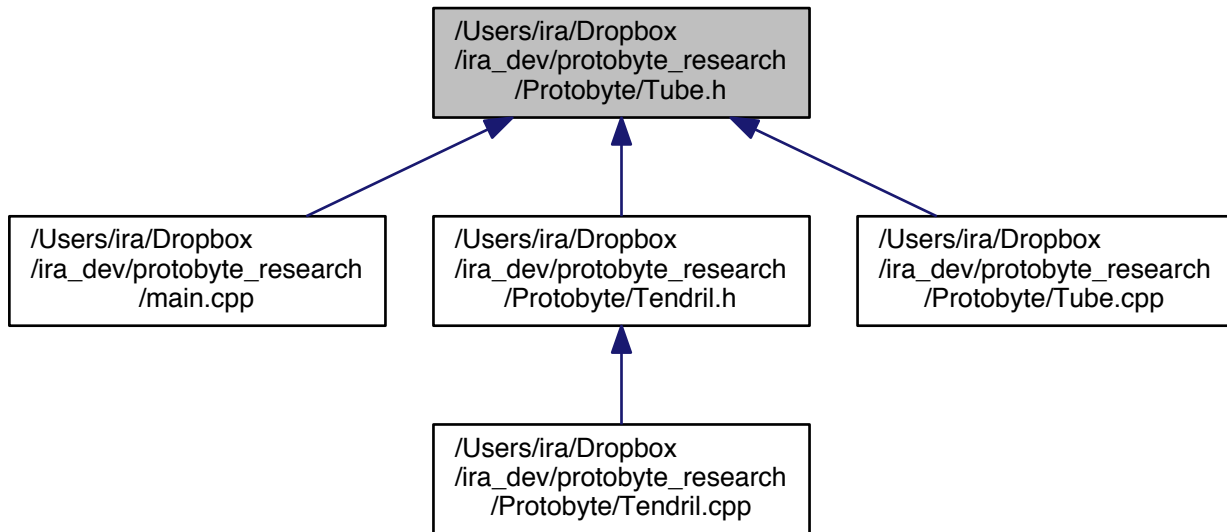 /Users/ira/Dropbox
/ira_dev/protobyte_research
/Protobyte/Tube.h
/Users/ira/Dropbox
/ira_dev/protobyte_research
/main.cpp
/Users/ira/Dropbox
/ira_dev/protobyte_research
/Protobyte/Tendril.h
/Users/ira/Dropbox
/ira_dev/protobyte_research
/Protobyte/Tube.cpp
/Users/ira/Dropbox
/ira_dev/protobyte_research
/Protobyte/Tendril.cpp